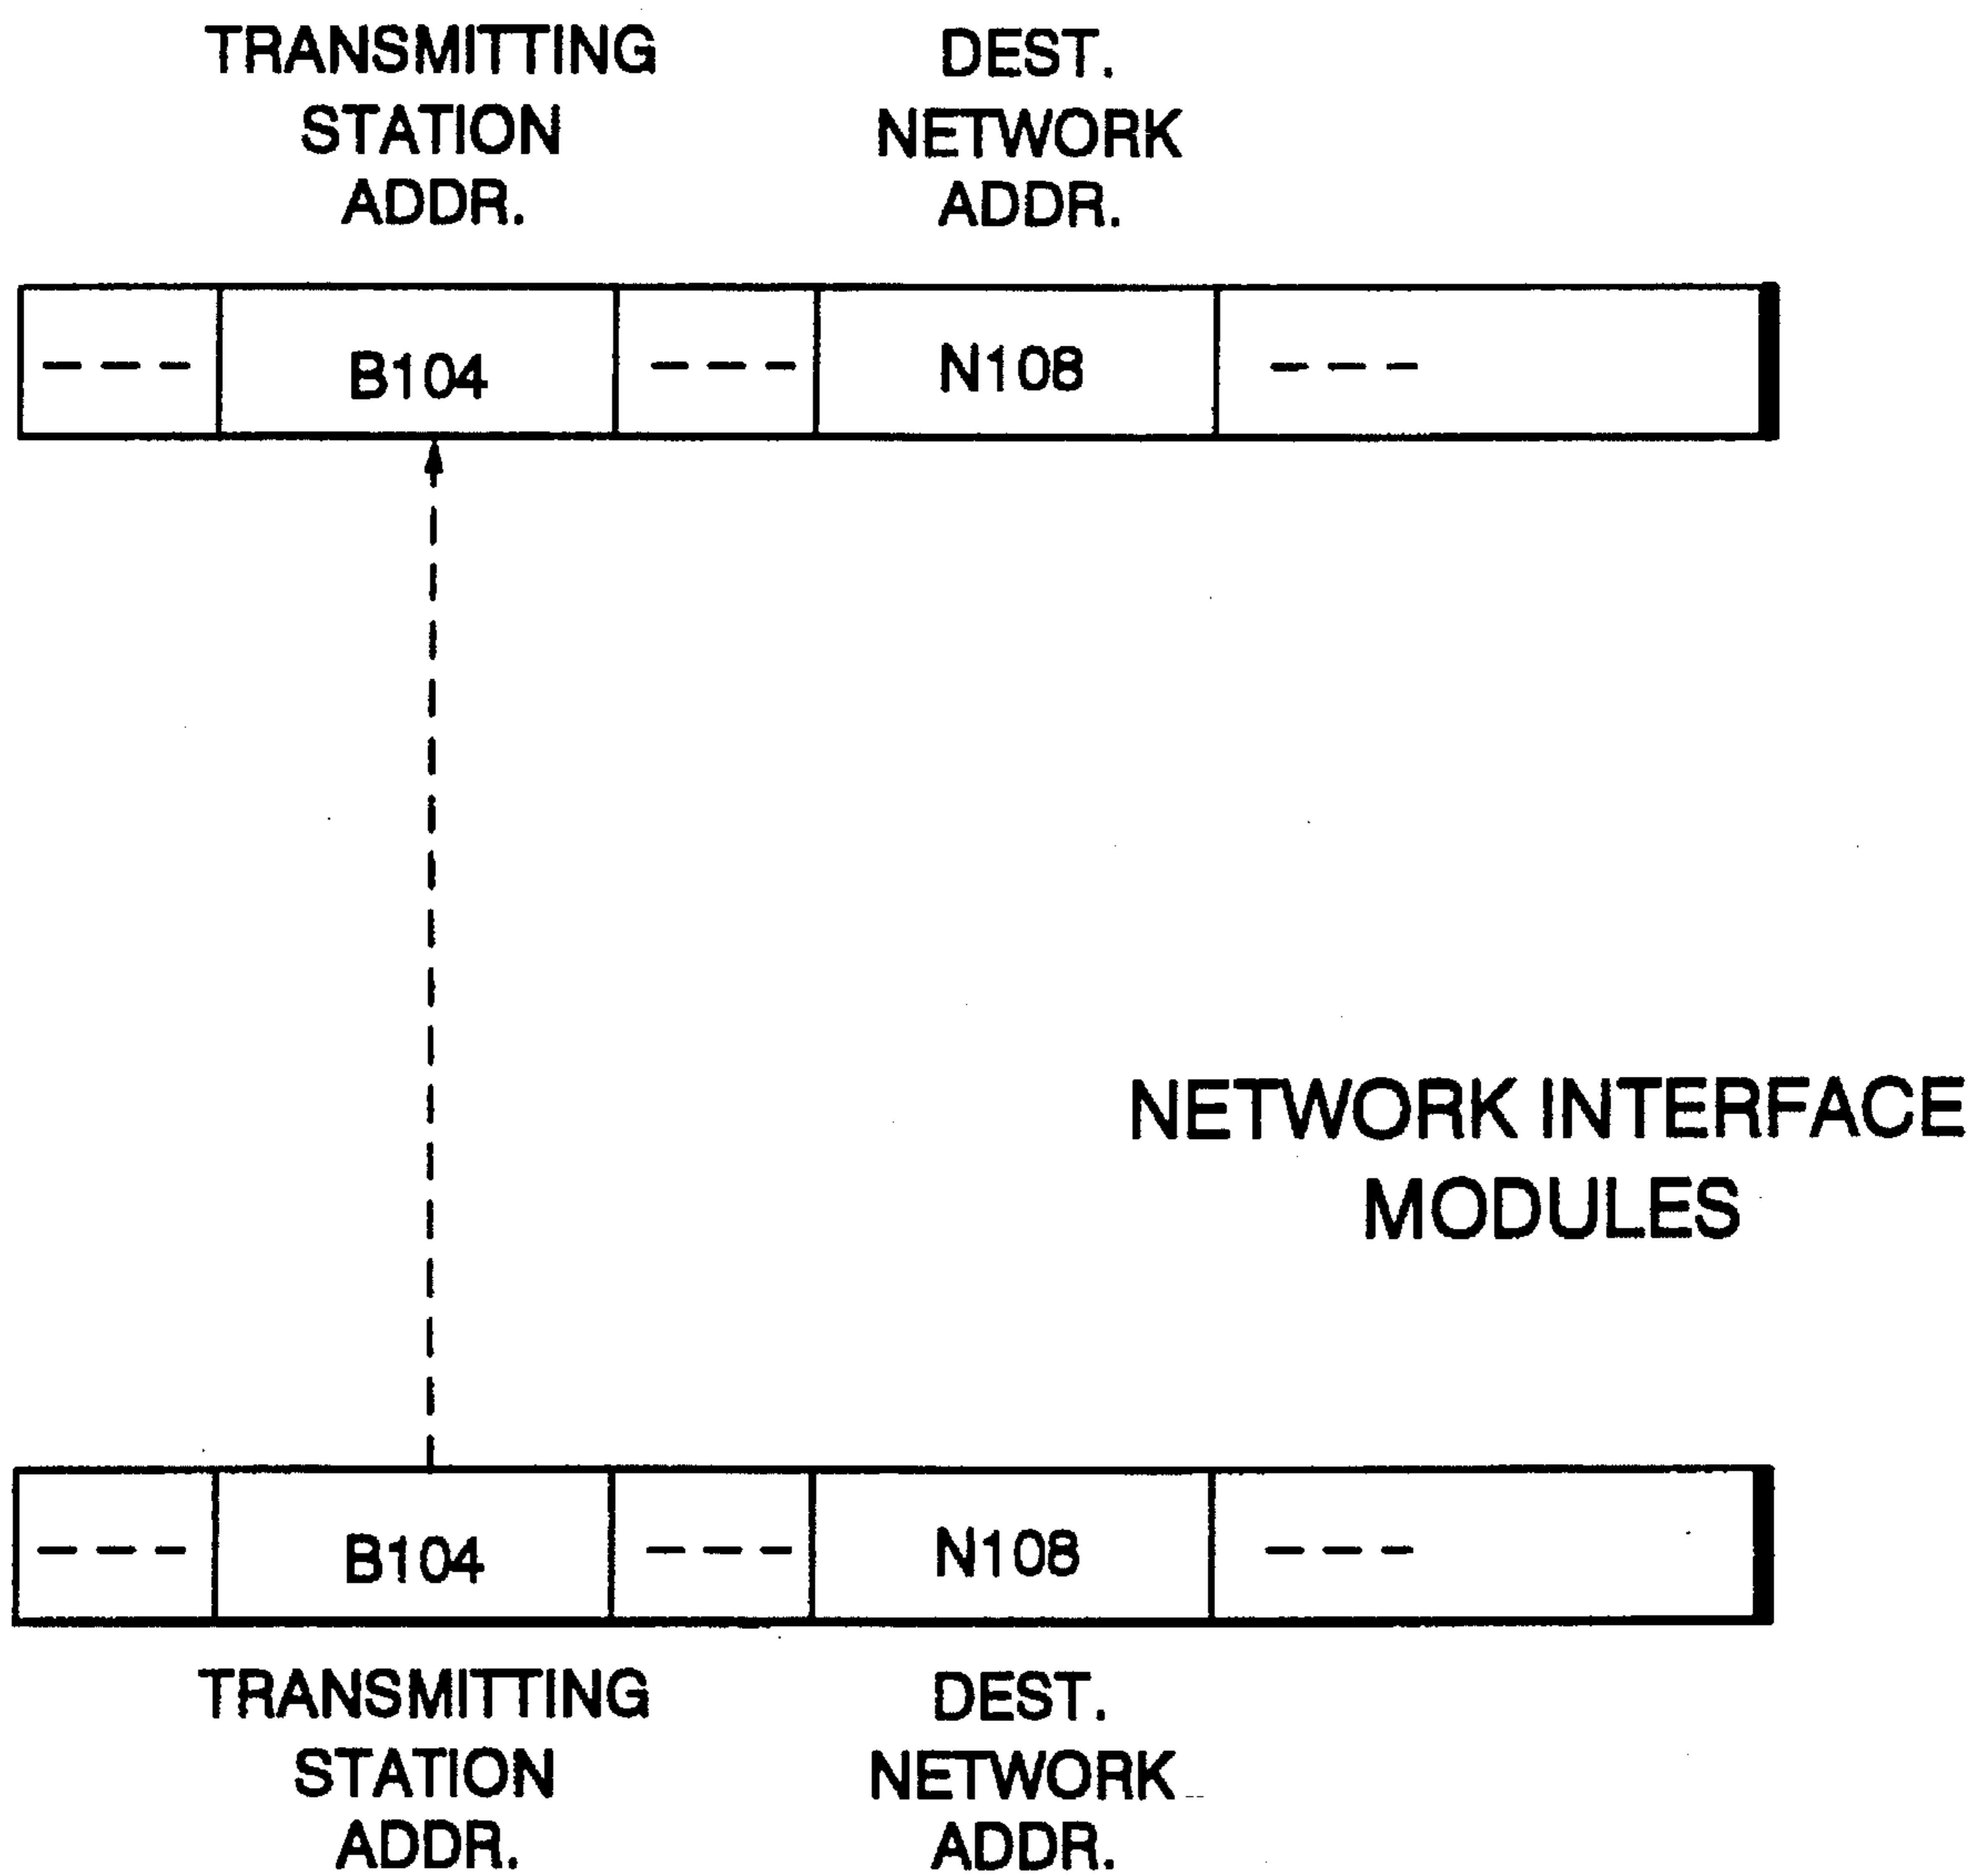 TRANSMITTING
STATION
ADDR.
DEST.
NETWORK
ADDR.
--- B104 --- N108 ---
NETWORK INTERFACE
MODULES
--- B104 --- N108 ---
TRANSMITTING
STATION
ADDR.
DEST.
NETWORK
ADDR.